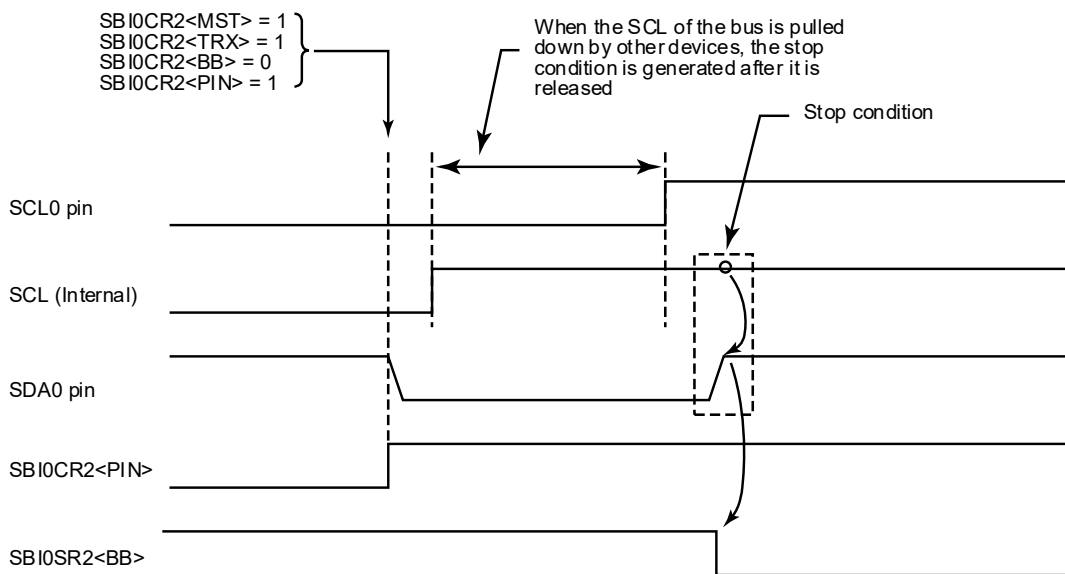 SBI0CR2<MST> = 1
SBI0CR2<TRX> = 1
SBI0CR2<BB> = 0
SBI0CR2<PIN> = 1
When the SCL of the bus is pulled
down by other devices, the stop
condition is generated after it is
released
Stop condition
SCL0 pin
SCL (Internal)
SDA0 pin
SBI0CR2<PIN>
SBI0SR2<BB>